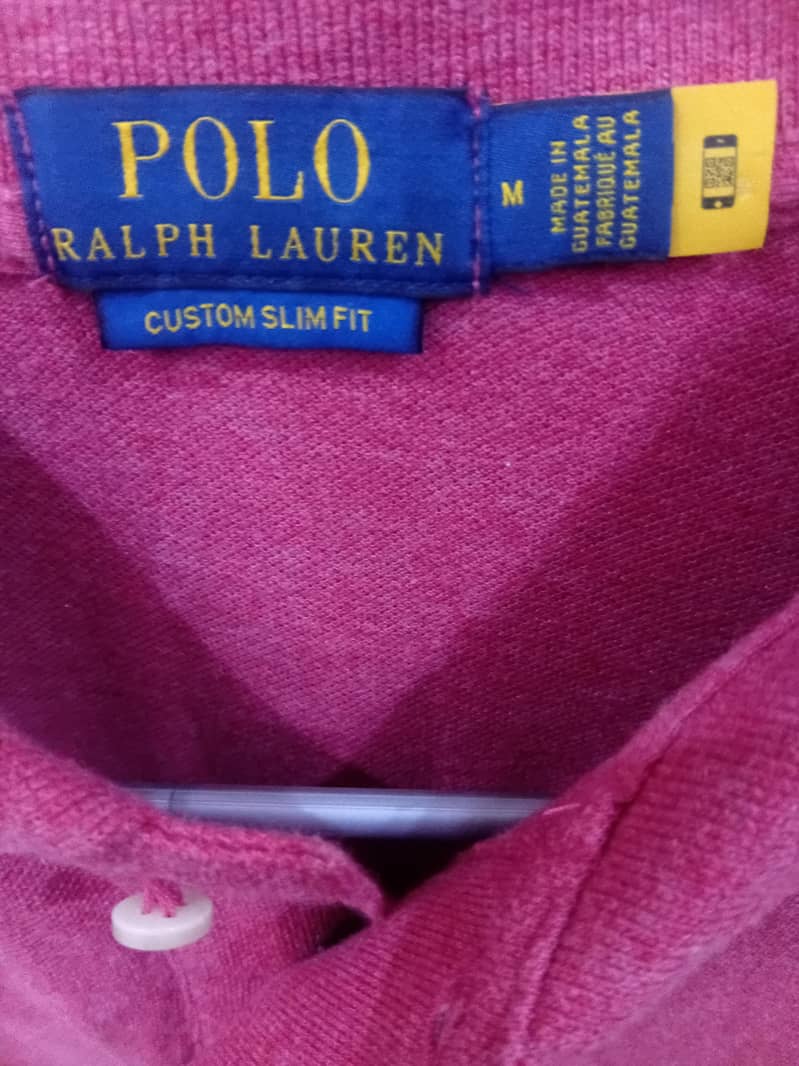 POLO
RALPH LAUREN
CUSTOM SLIM FIT
M
MADE IN
GUATEMALA
FABRIQUÉ AU
GUATEMALA